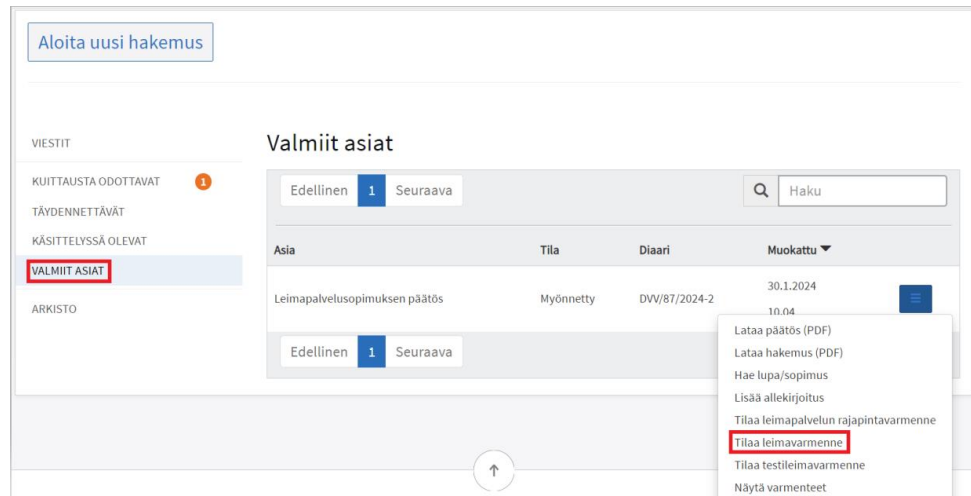 Aloita uusi hakemus
VIESTIT
KUITTAUSTA ODOTTAVAT 1
TÄYDENNETTÄVÄT
KÄSITTELYSSÄ OLEVAT
VALMIIT ASIAT
ARKISTO
Valmiit asiat
Edellinen 1 Seuraava
Haku
Asia Tila Diaari Muokattu
Leimapalvelusopimuksen päätös Myönnetty DVV/87/2024-2 30.1.2024
10.04
Edellinen 1 Seuraava
Lataa päätös (PDF)
Lataa hakemus (PDF)
Hae lupa/sopimus
Lisää allekirjoitus
Tilaa leimapalvelun rajapintavarmenne
Tilaa leimavarmenne
Tilaa testileimavarmenne
Näytä varmenteet